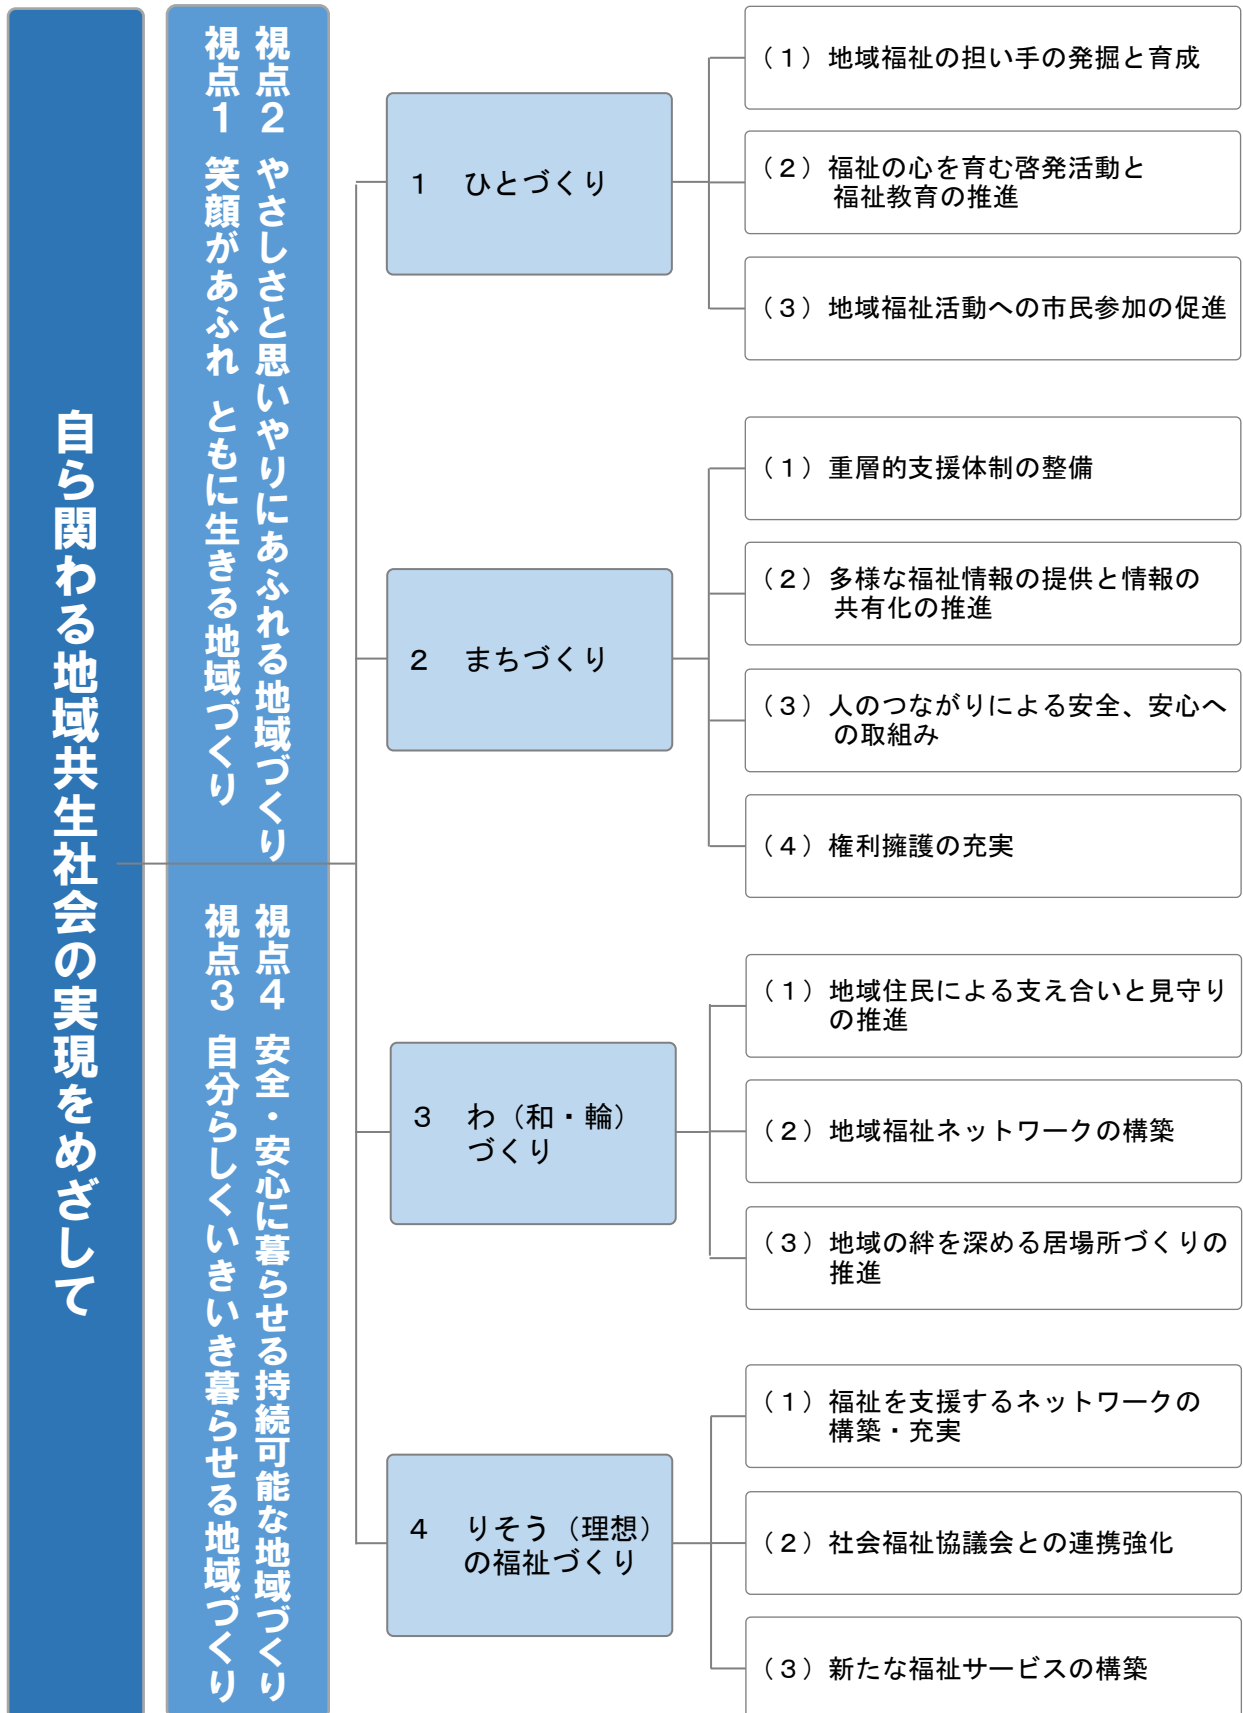 自ら関わる地域共生社会の実現をめざして
視点１　笑顔があふれ　ともに生きる地域づくり
視点２　やさしさと思いやりにあふれる地域づくり
視点３　自分らしくいきいき暮らせる地域づくり
視点４　安全・安心に暮らせる持続可能な地域づくり
１　ひとづくり
（１）地域福祉の担い手の発掘と育成
（２）福祉の心を育む啓発活動と
福祉教育の推進
（３）地域福祉活動への市民参加の促進
２　まちづくり
（１）重層的支援体制の整備
（２）多様な福祉情報の提供と情報の
共有化の推進
（３）人のつながりによる安全、安心へ
の取組み
（４）権利擁護の充実
３　わ（和・輪）
づくり
（１）地域住民による支え合いと見守り
の推進
（２）地域福祉ネットワークの構築
（３）地域の絆を深める居場所づくりの
推進
４　りそう（理想）
の福祉づくり
（１）福祉を支援するネットワークの
構築・充実
（２）社会福祉協議会との連携強化
（３）新たな福祉サービスの構築